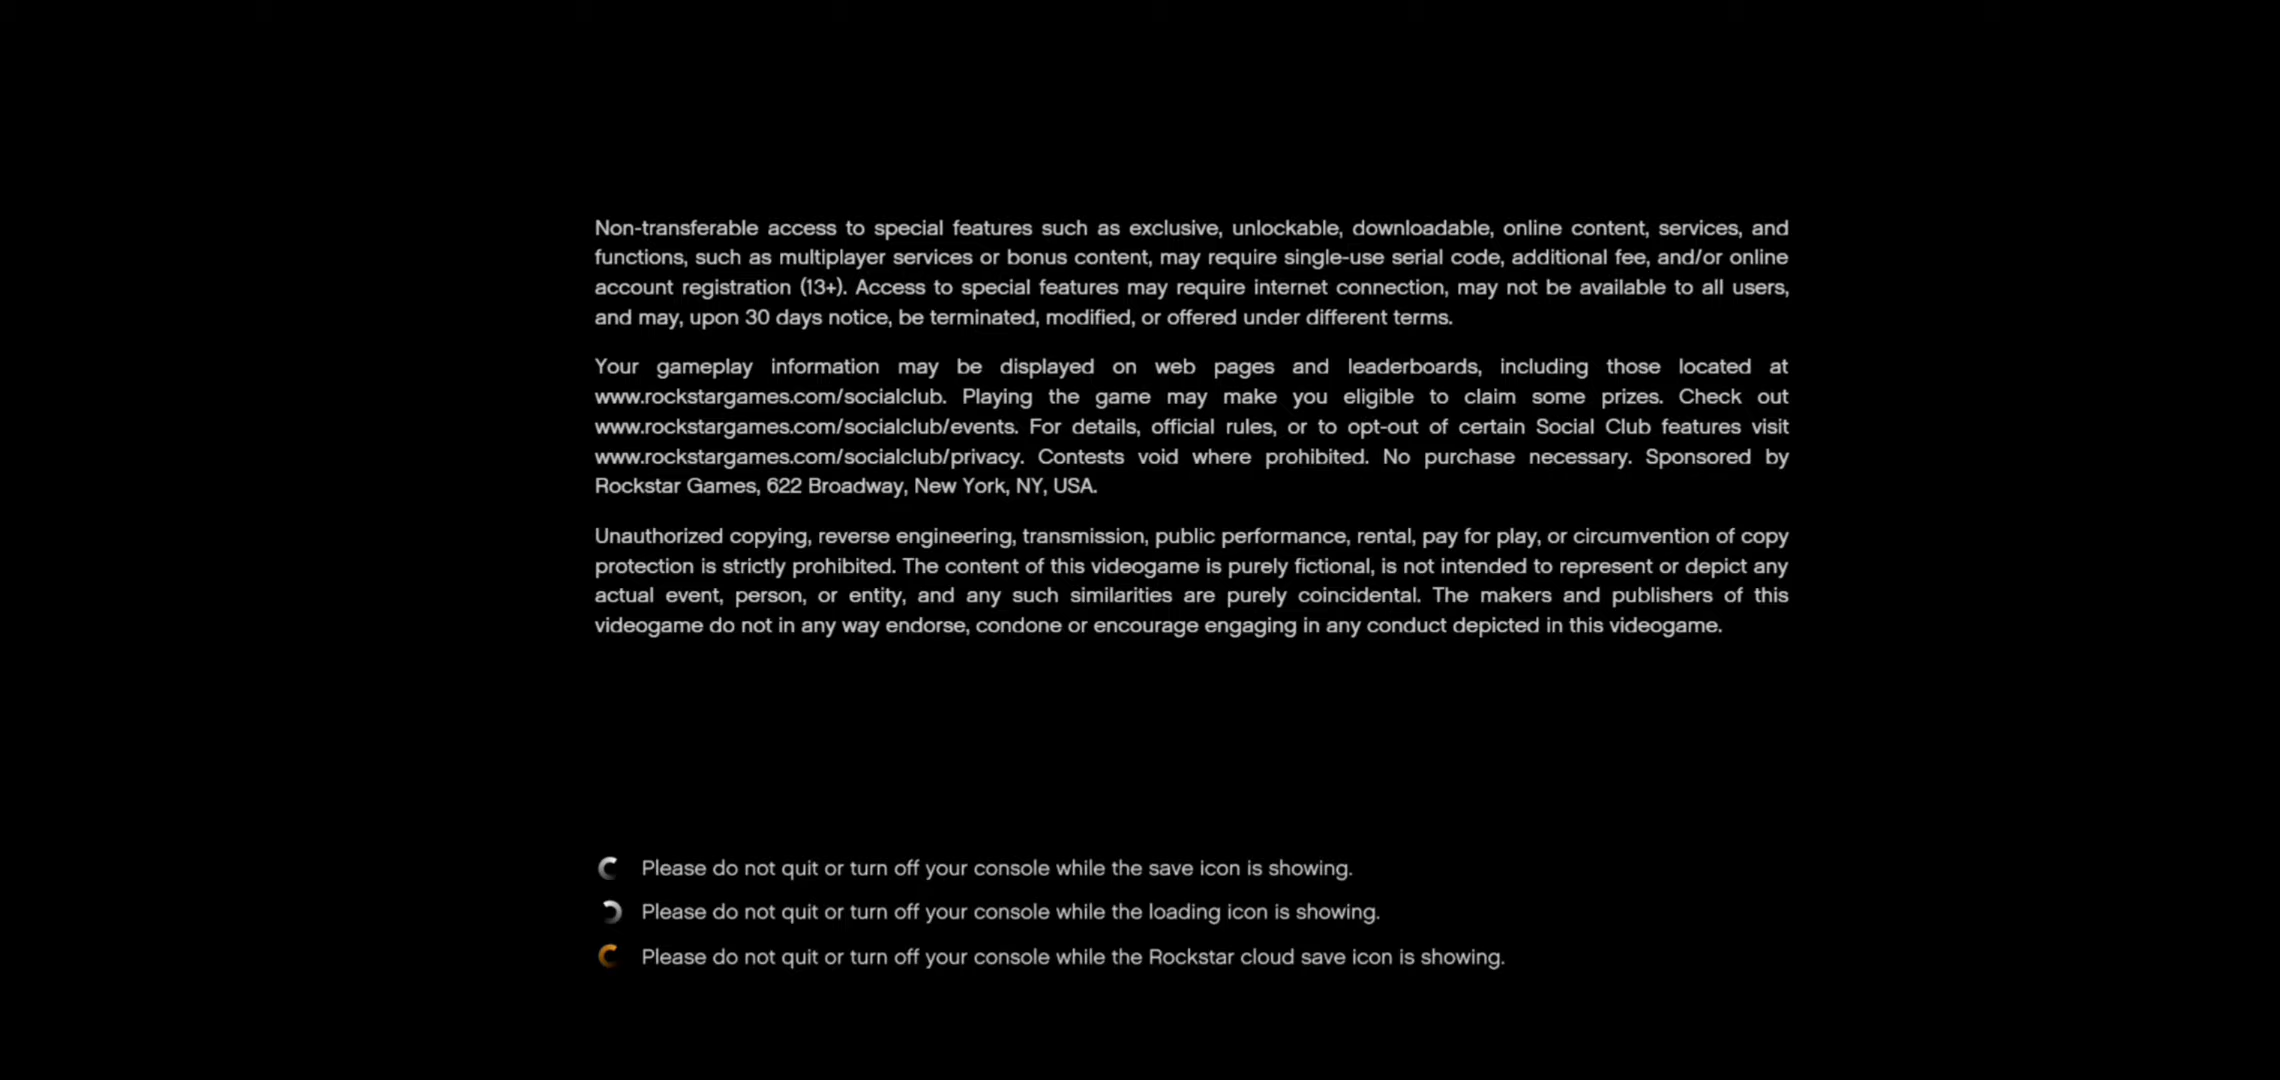 Non-transferable access to special features such as exclusive, unlockable, downloadable, online content, services, and
functions, such as multiplayer services or bonus content, may require single-use serial code, additional fee, and/or online
account registration (13+). Access to special features may require internet connection, may not be available to all users,
and may, upon 30 days notice, be terminated, modified, or offered under different terms.
Your gameplay information may be displayed on web pages and leaderboards, including those located at
www.rockstargames.com/socialclub. Playing the game may make you eligible to claim some prizes. Check out
www.rockstargames.com/socialclub/events. For details, official rules, or to opt-out of certain Social Club features visit
www.rockstargames.com/socialclub/privacy. Contests void where prohibited. No purchase necessary. Sponsored by
Rockstar Games, 622 Broadway, New York, NY, USA.
Unauthorized copying, reverse engineering, transmission, public performance, rental, pay for play, or circumvention of copy
protection is strictly prohibited. The content of this videogame is purely fictional, is not intended to represent or depict any
actual event, person, or entity, and any such similarities are purely coincidental. The makers and publishers of this
videogame do not in any way endorse, condone or encourage engaging in any conduct depicted in this videogame.
Please do not quit or turn off your console while the save icon is showing.
Please do not quit or turn off your console while the loading icon is showing.
Please do not quit or turn off your console while the Rockstar cloud save icon is showing.